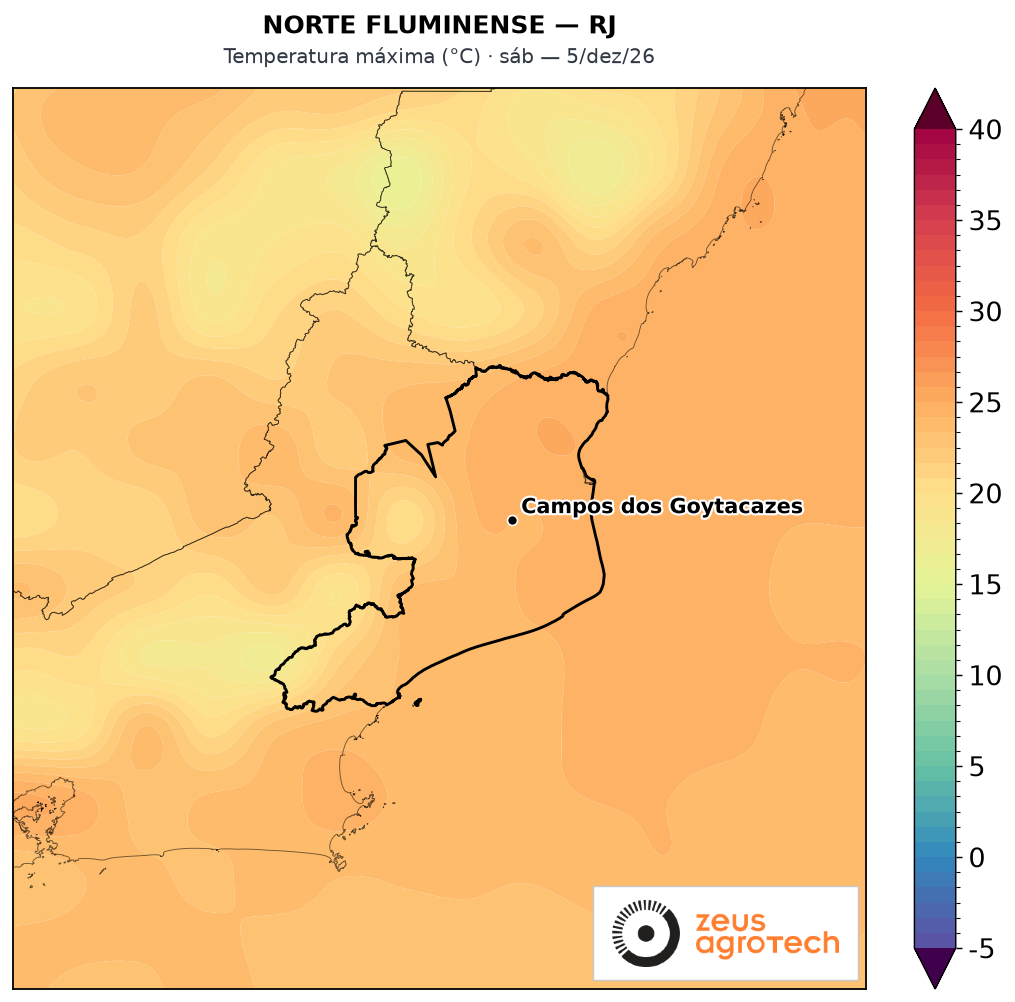 NORTE FLUMINENSE — RJ
Temperatura máxima (°C) · sáb — 5/dez/26
40
35
30
25
20
15
10
5
0
-5
Campos dos Goytacazes
zeus
agrotech